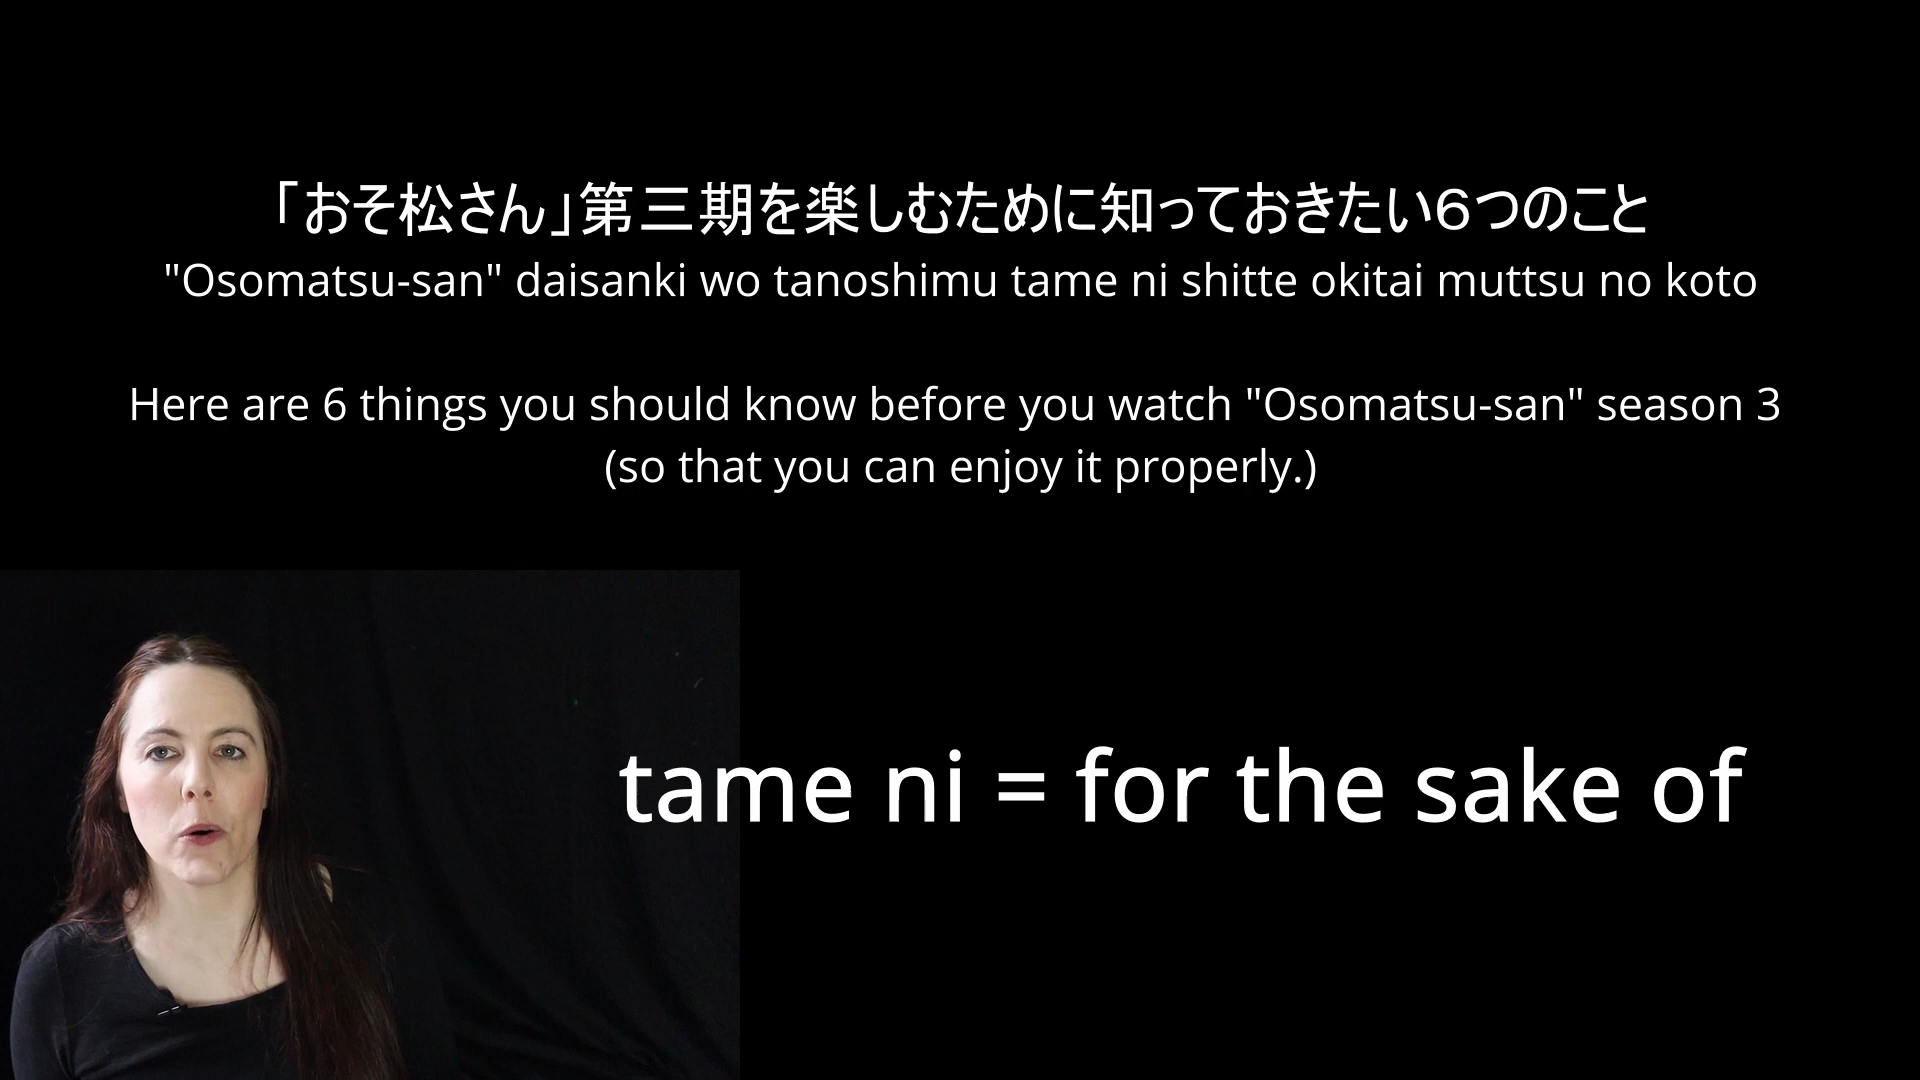 「おそ松さん」第三期を楽しむために知っておきたい６つのこと
"Osomatsu-san" daisanki wo tanoshimu tame ni shitte okitai muttsu no koto
Here are 6 things you should know before you watch "Osomatsu-san" season 3
(so that you can enjoy it properly.)
tame ni = for the sake of